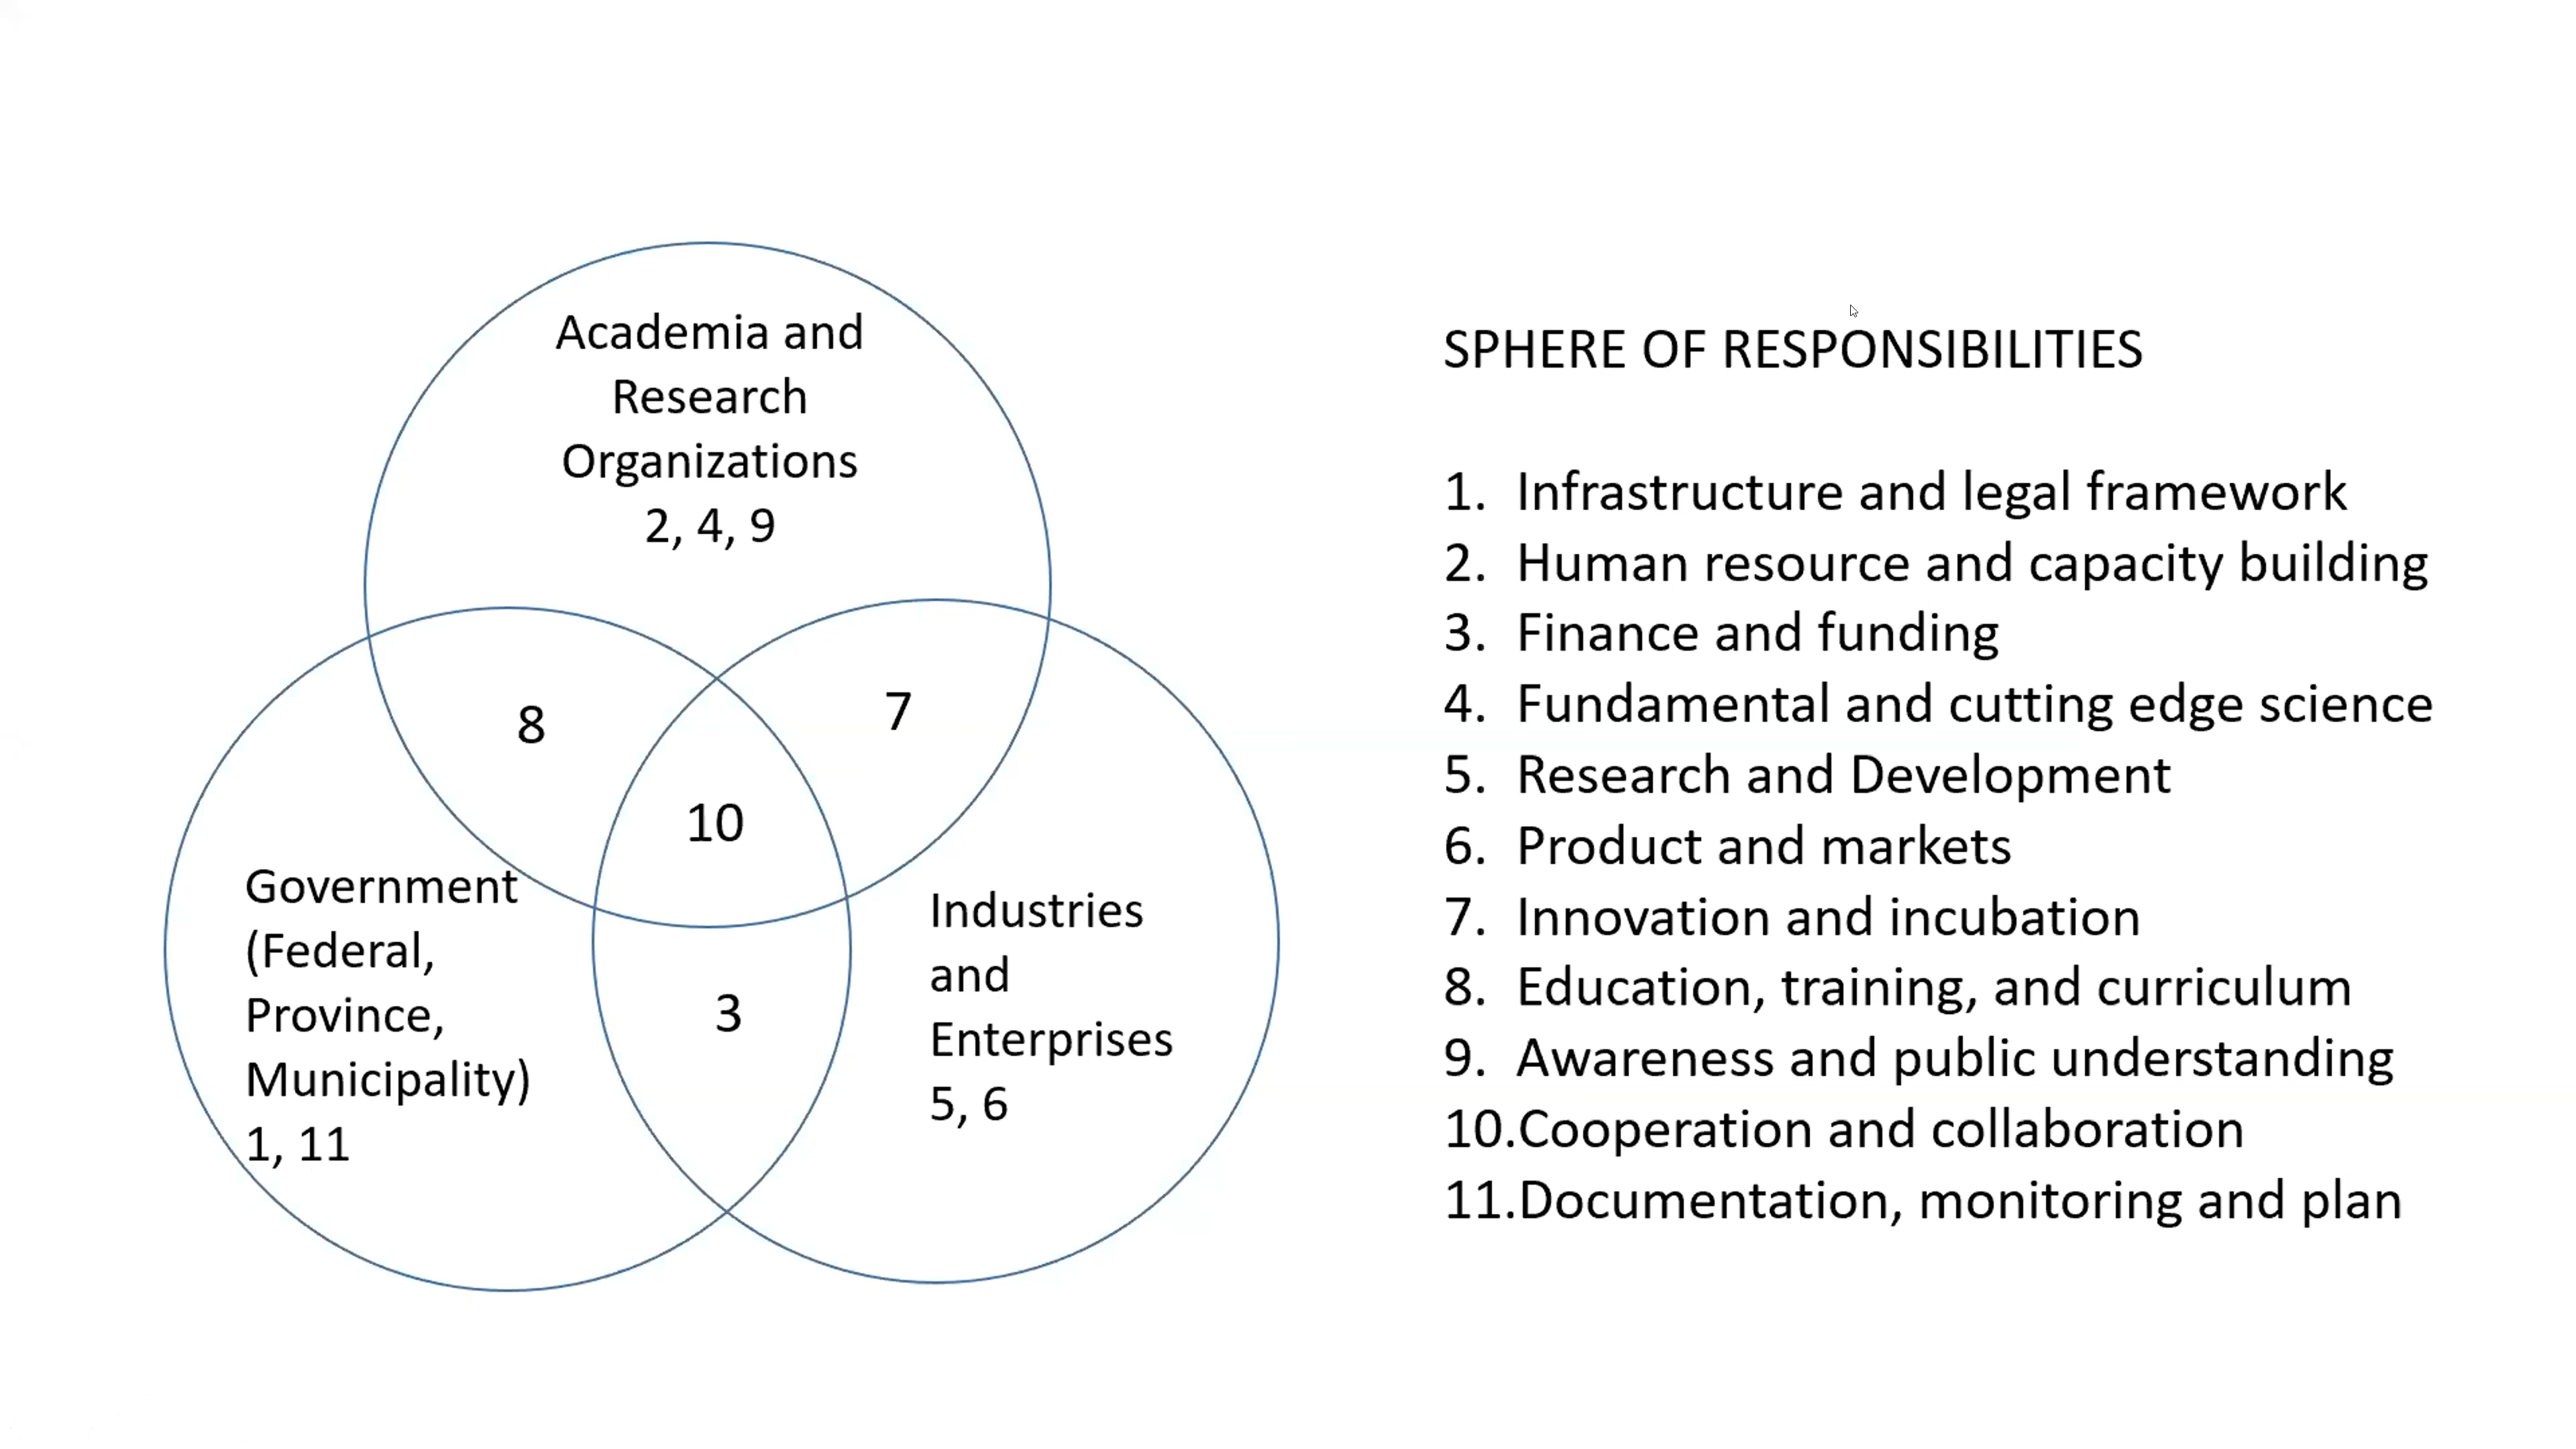 Academia and
Research
Organizations
2, 4, 9
8
7
10
3
Government
(Federal,
Province,
Municipality)
1, 11
Industries
and
Enterprises
5, 6
SPHERE OF RESPONSIBILITIES
1. Infrastructure and legal framework
2. Human resource and capacity building
3. Finance and funding
4. Fundamental and cutting edge science
5. Research and Development
6. Product and markets
7. Innovation and incubation
8. Education, training, and curriculum
9. Awareness and public understanding
10.Cooperation and collaboration
11.Documentation, monitoring and plan